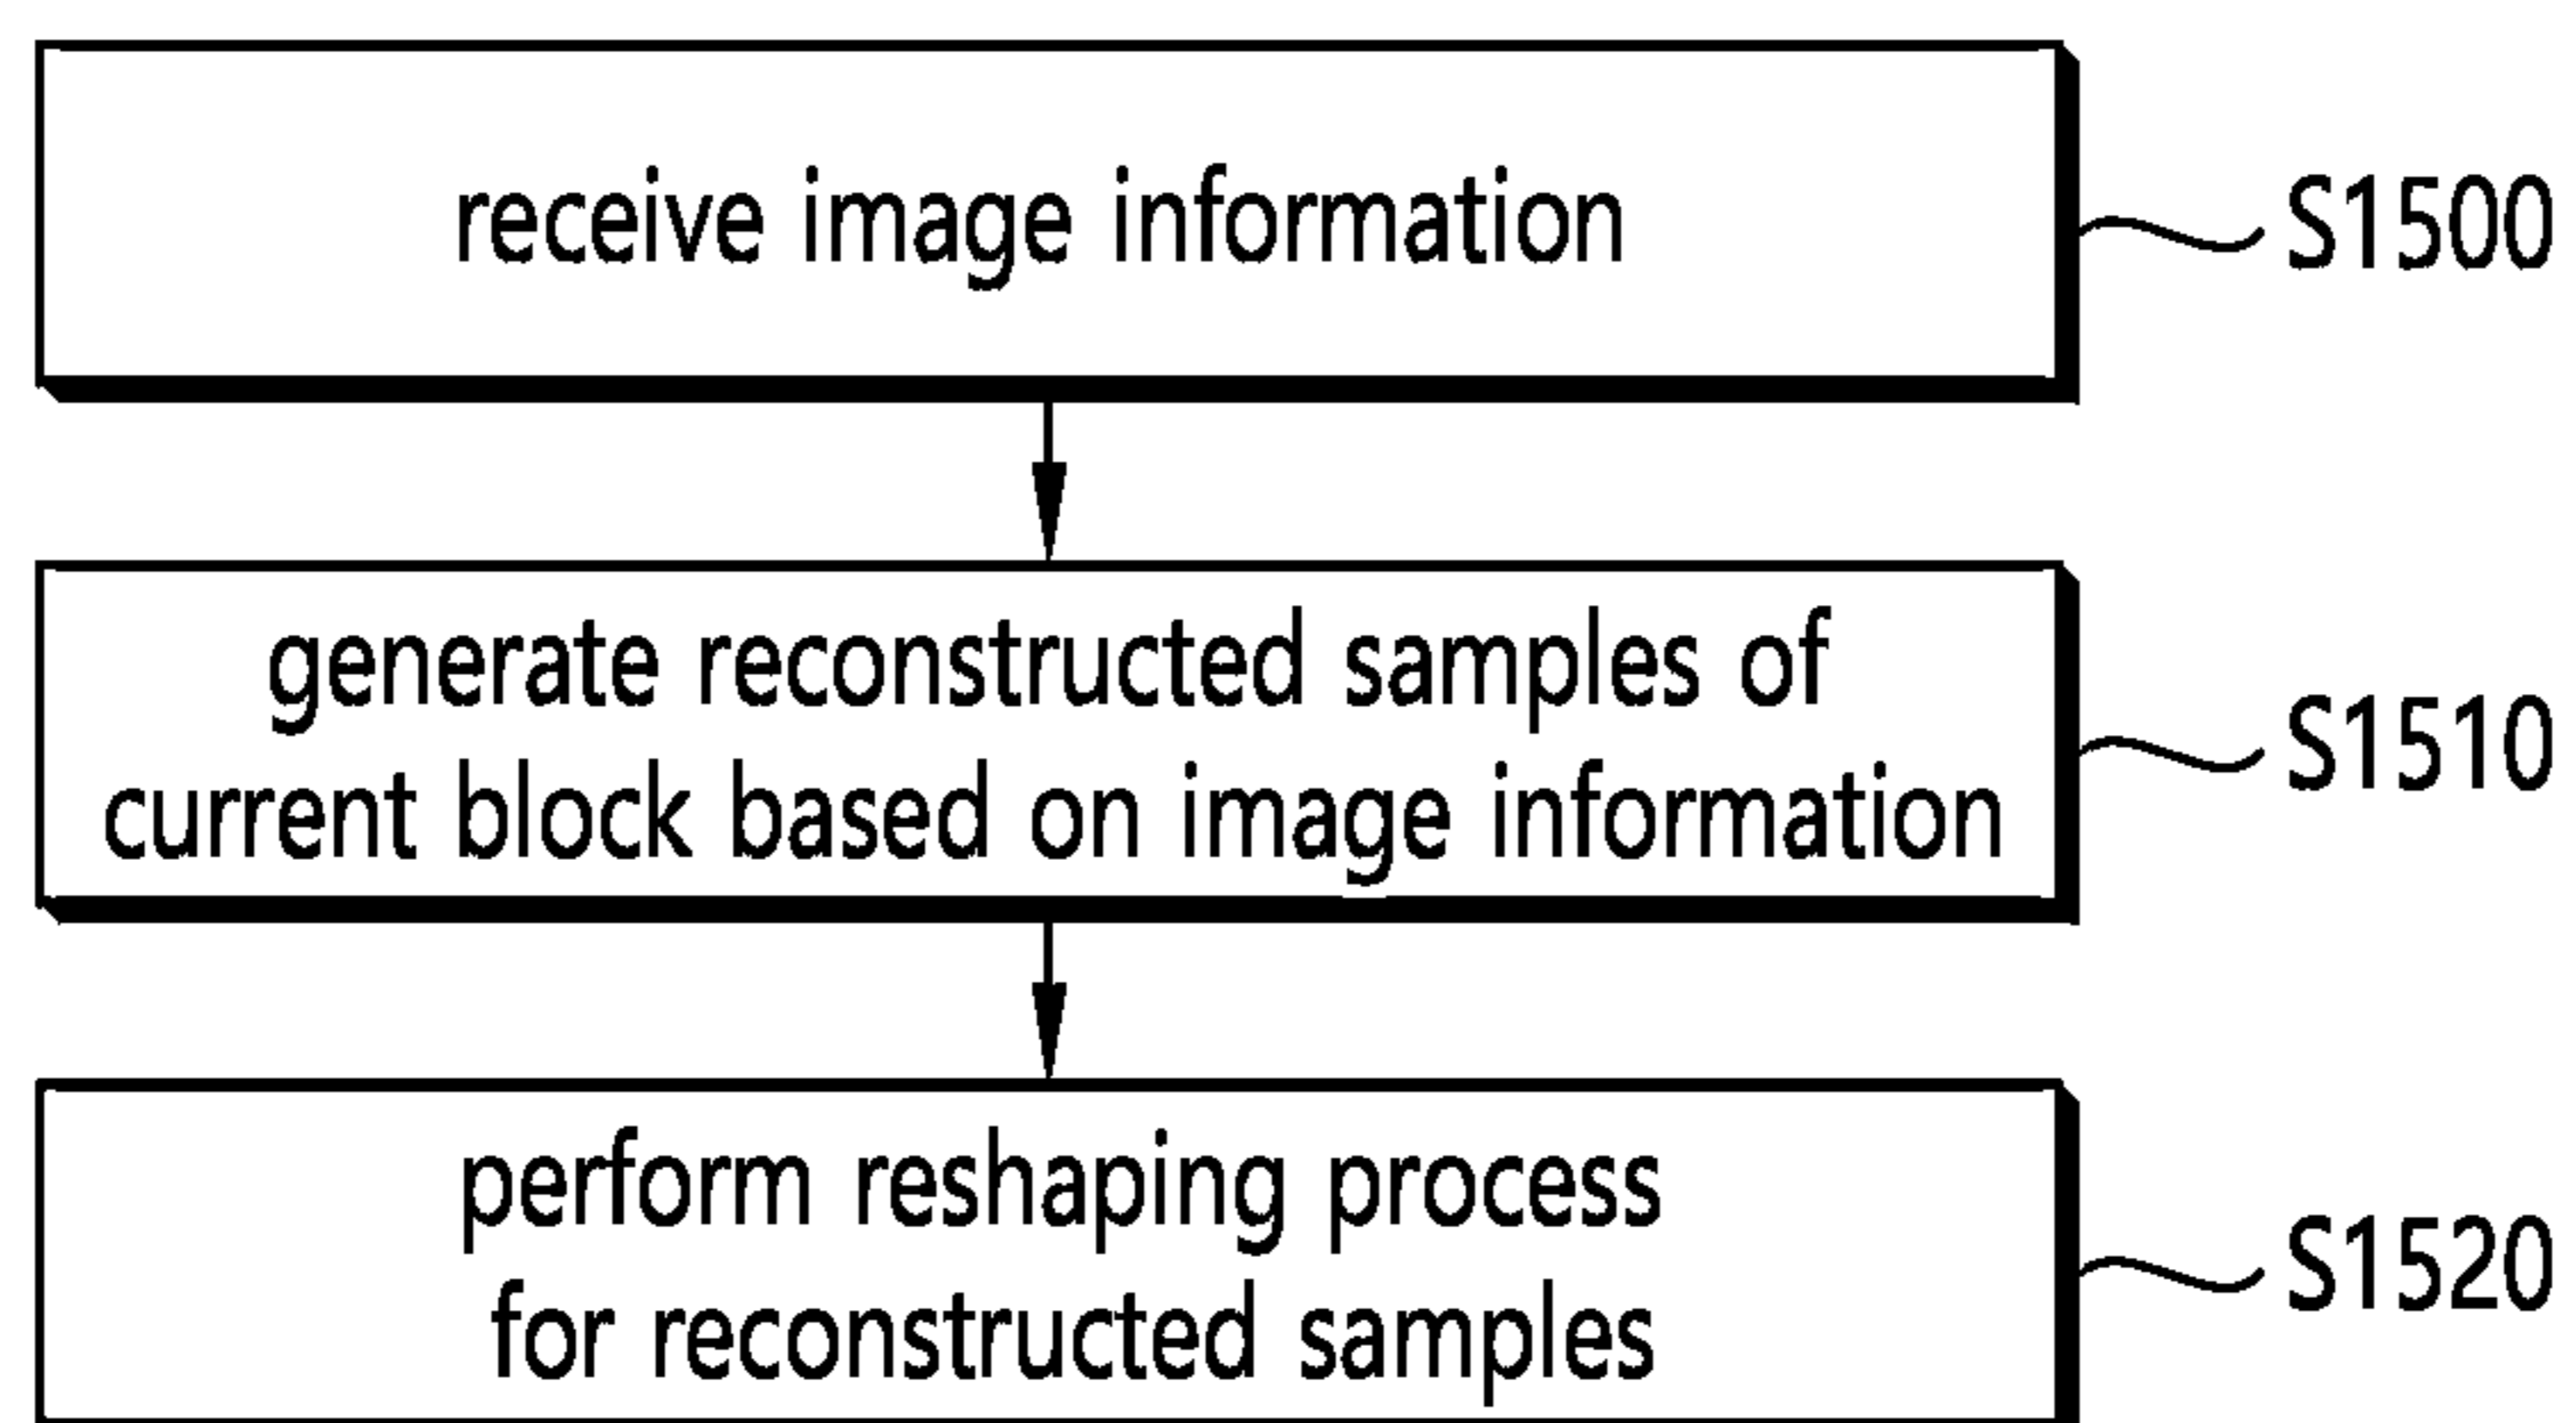 receive image information
S1500
generate reconstructed samples of
current block based on image information
S1510
perform reshaping process
for reconstructed samples
S1520